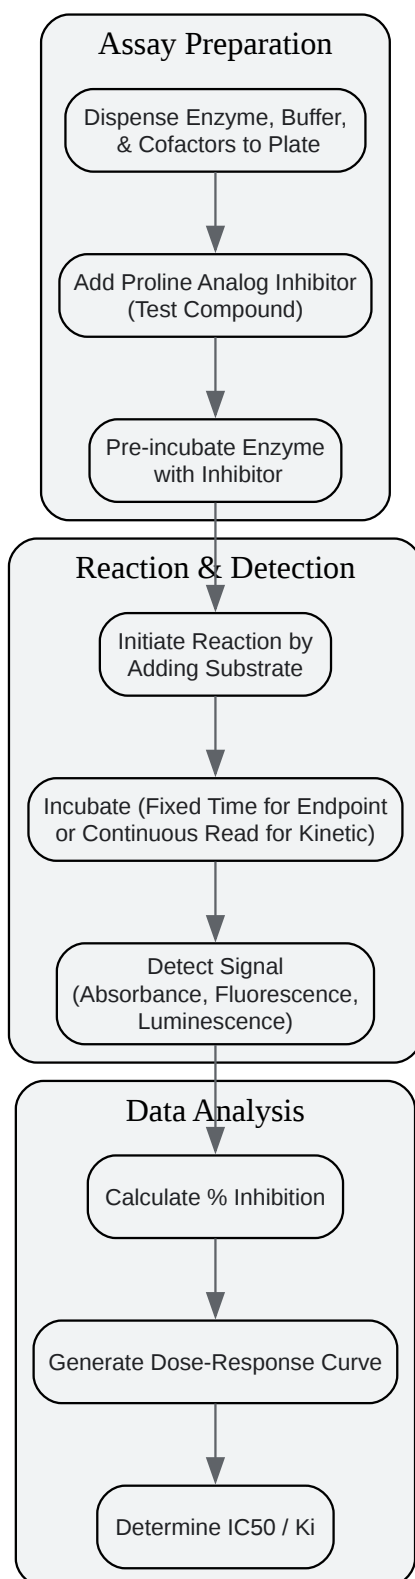 Assay Preparation
Dispense Enzyme, Buffer,
& Cofactors to Plate
Add Proline Analog Inhibitor
(Test Compound)
Pre-incubate Enzyme
with Inhibitor
Reaction & Detection
Initiate Reaction by
Adding Substrate
Incubate (Fixed Time for Endpoint
or Continuous Read for Kinetic)
Detect Signal
(Absorbance, Fluorescence,
Luminescence)
Data Analysis
Calculate % Inhibition
Generate Dose-Response Curve
Determine IC50 / Ki